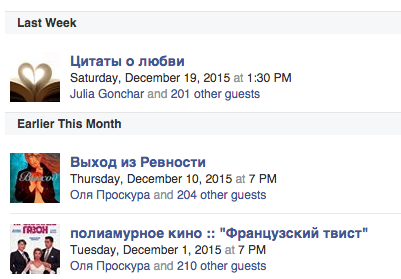 Last Week
Цитаты о любви
Saturday, December 19, 2015 at 1:30 PM
Julia Gonchar and 201 other guests
Earlier This Month
Выход из Ревности
Thursday, December 10, 2015 at 7 PM
Оля Проскура and 204 other guests
Выход
полиамурное кино :: "Французский твист"
Tuesday, December 1, 2015 at 7 PM
Оля Проскура and 210 other guests
ГАЗОН